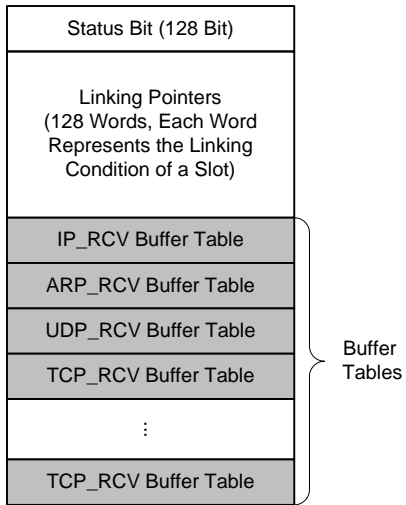 Status Bit (128 Bit)
Linking Pointers
(128 Words, Each Word
Represents the Linking
Condition of a Slot)
IP_RCV Buffer Table
ARP_RCV Buffer Table
UDP_RCV Buffer Table
TCP_RCV Buffer Table
⋮
TCP_RCV Buffer Table
Buffer
Tables